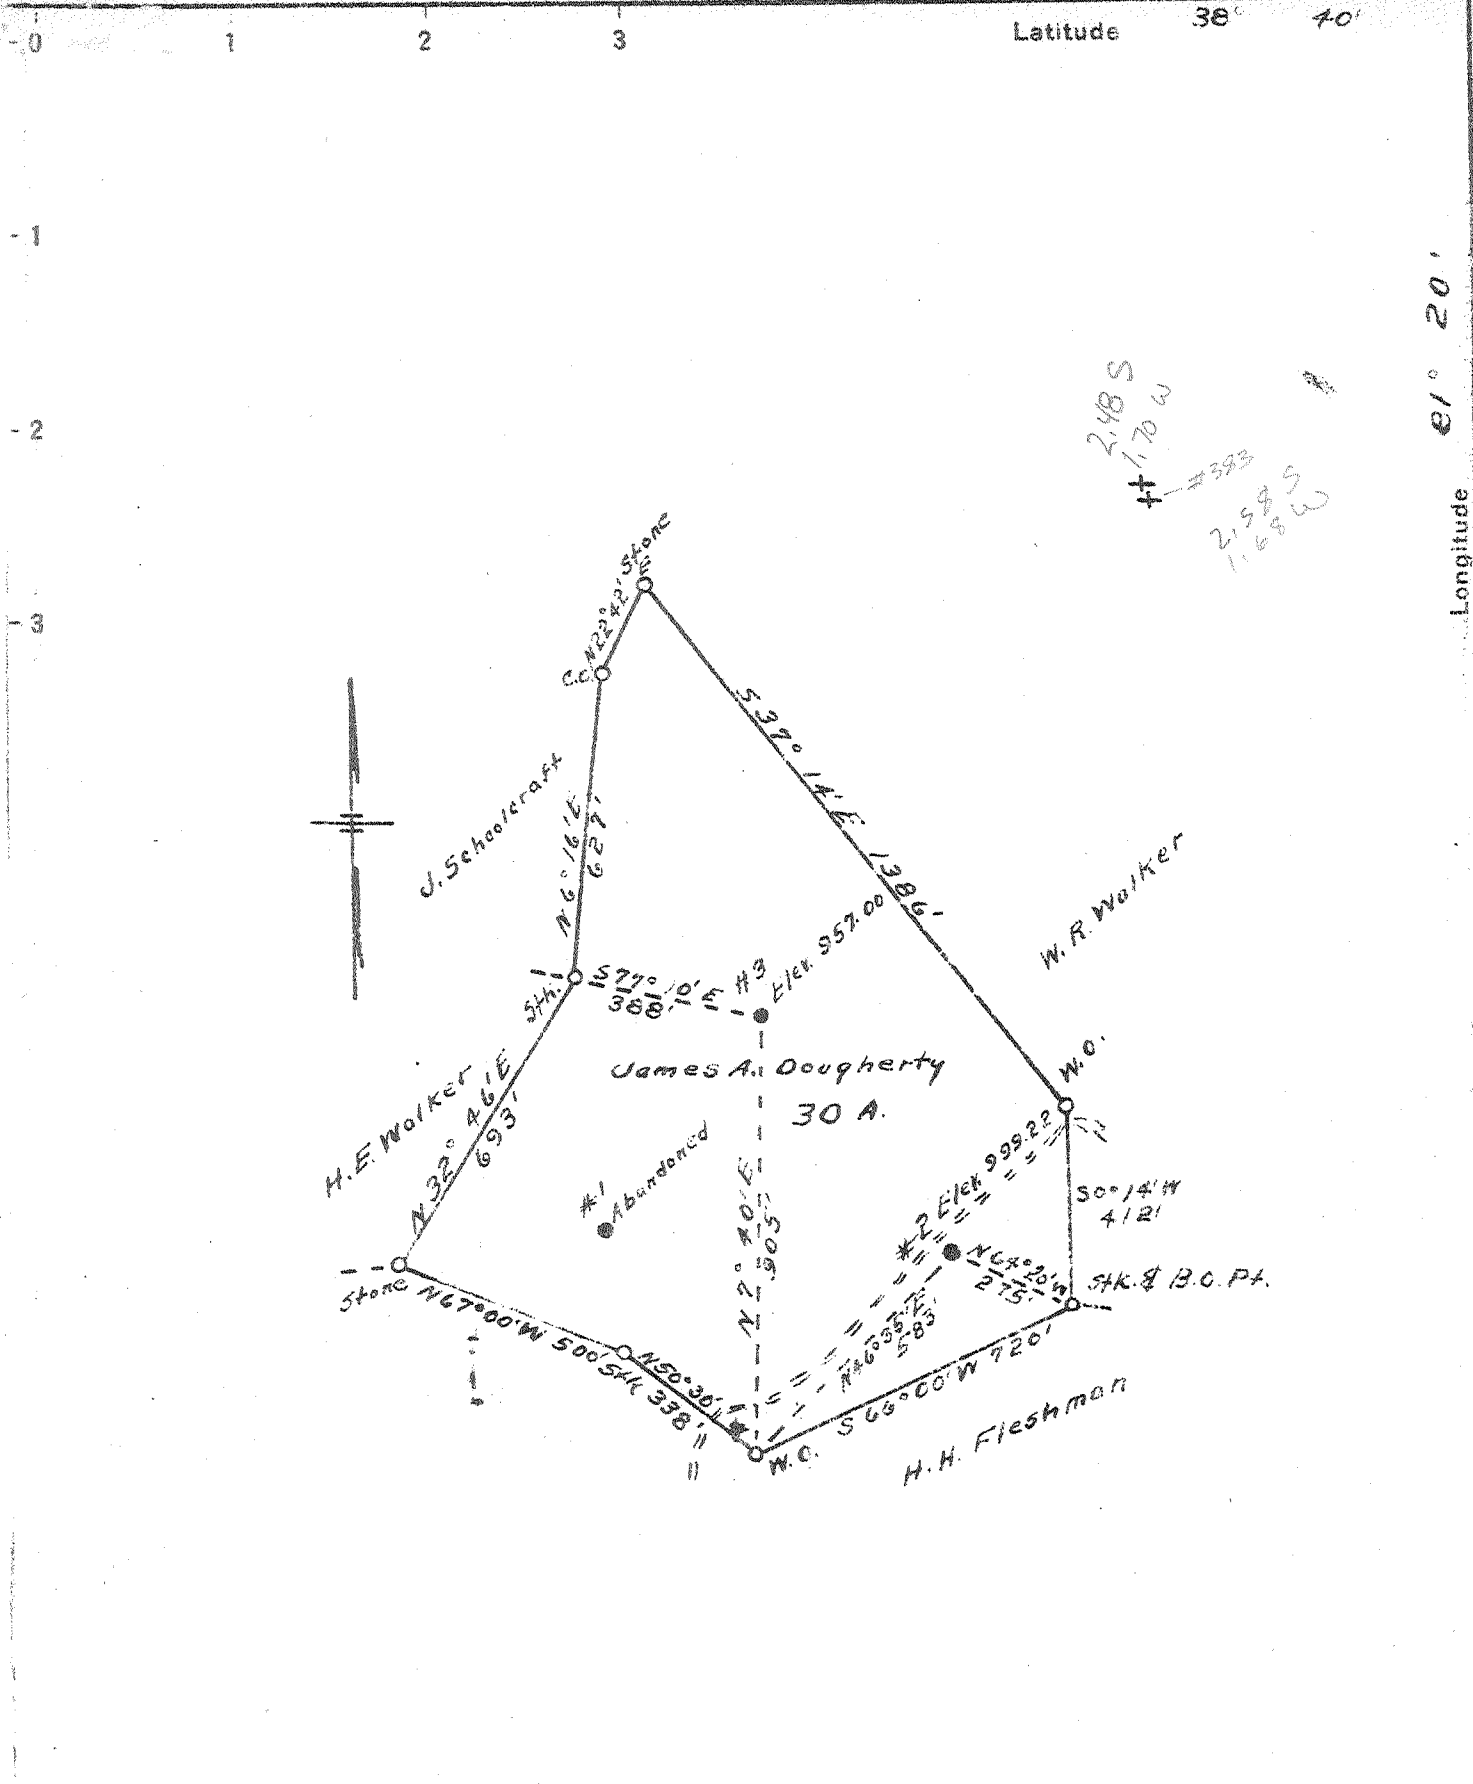 0
1
2
3
Latitude 38° 40'
- 1
- 2
- 3
81° 20'
Longitude
2.48 S
1.70 W
#383
2.58 S
1.68 W
Stone
N22°42' E
C.O.
S 37° 14' E 1386'
J. Schoolcraft
N 6° 16' E
627'
W. R. Walker
Stk.
S 77° 10' E
388'
#3
Elev. 957.00
James A. Dougherty
30 A.
W.O.
H.E. Walker
N 32° 46' E
693'
#1
Abandoned
N 2° 40' E
905'
#2 Elev. 999.22
S 0° 14' W
412'
N 64° 20' W
275'
Stk. & B.O. Pt.
Stone
N 67° 00' W 500'
Stk
N 50° 30' W
338'
N 46° 35' E
583'
S 66° 00' W 720'
W.O.
H. H. Fleshman